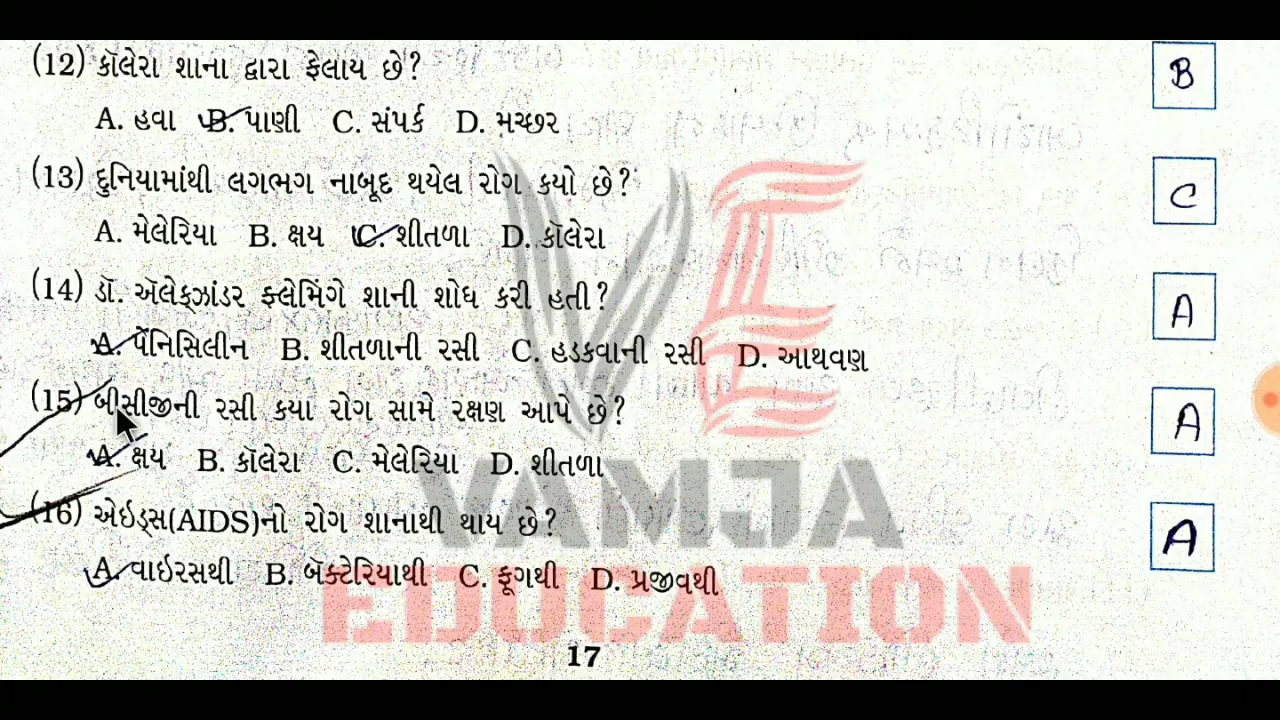 (12) કૉલેરા શાના દ્વારા ફેલાય છે?
B
A. હવા B. પાણી C. સંપર્ક D. મચ્છર
(13) દુનિયામાંથી લગભગ નાબૂદ થયેલ રોગ કયો છે?
C
A. મેલેરિયા B. ક્ષય C. શીતળા D. કૉલેરા
(14) ડૉ. ઍલેક્ઝાંડર ફ્લેમિંગે શાની શોધ કરી હતી?
A
A. પેંનિસિલીન B. શીતળાની રસી C. હડકવાની રસી D. આથવણ
(15) બીસીજીની રસી કયા રોગ સામે રક્ષણ આપે છે?
A
A. ક્ષય B. કૉલેરા C. મેલેરિયા D. શીતળા
(16) એઇડ્સ(AIDS)નો રોગ શાનાથી થાય છે?
A
A. વાઇરસથી B. બૅક્ટેરિયાથી C. ફૂગથી D. પ્રજીવથી
VAMJA
EDUCATION
17